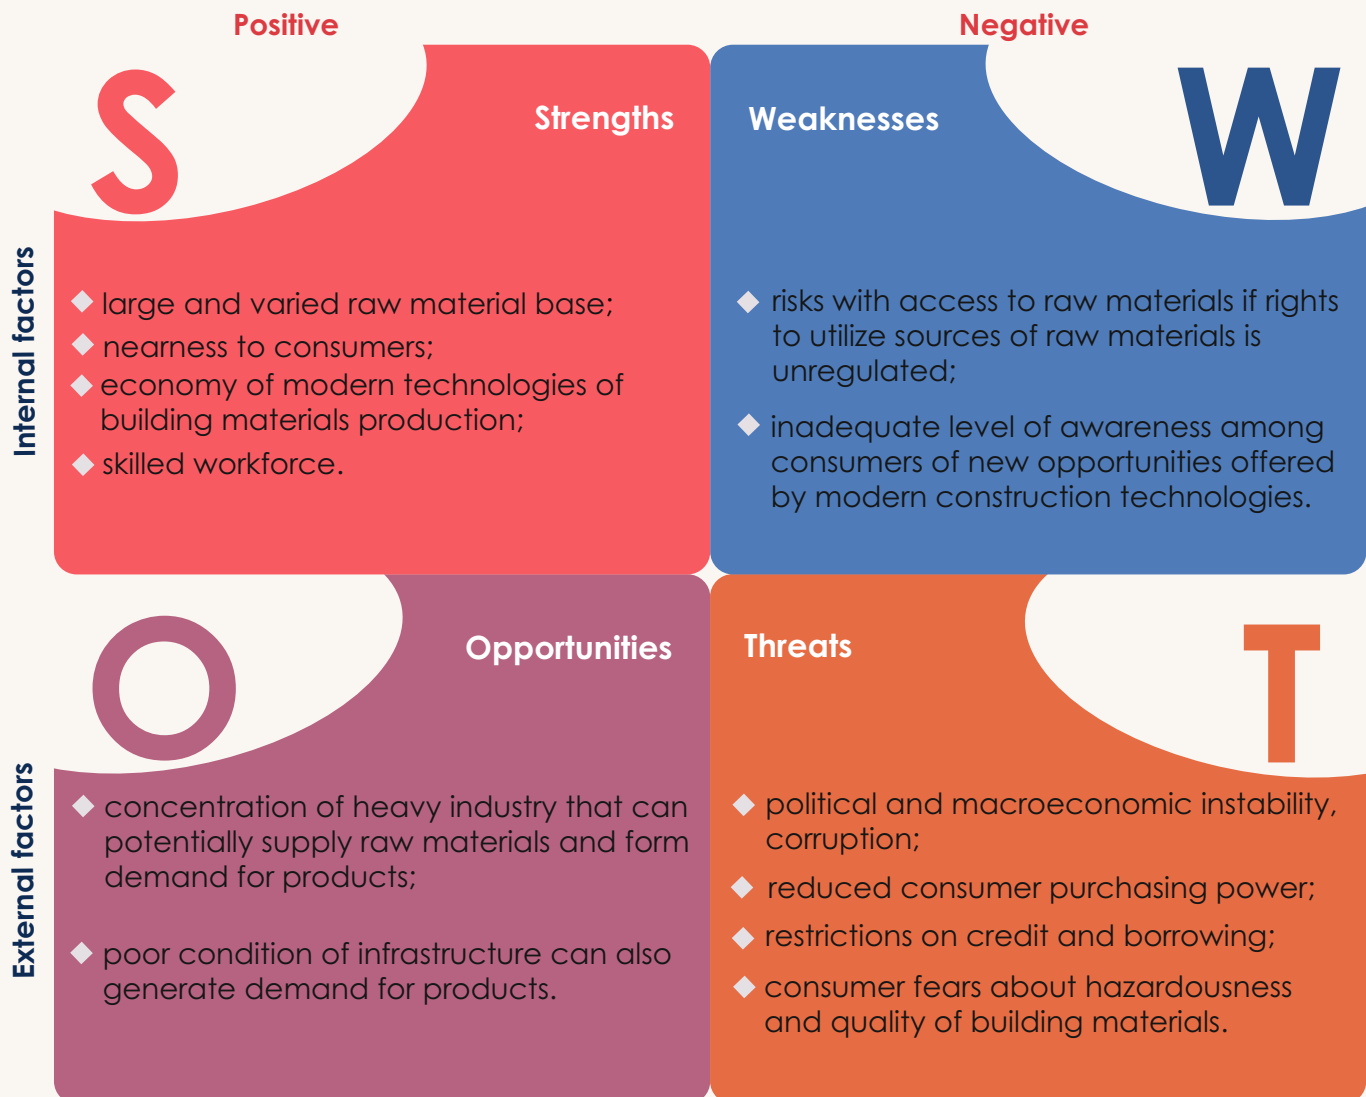 Positive
Negative
S
Strengths
Weaknesses
W
Internal factors
large and varied raw material base;
nearness to consumers;
economy of modern technologies of
building materials production;
skilled workforce.
risks with access to raw materials if rights
to utilize sources of raw materials is
unregulated;
inadequate level of awareness among
consumers of new opportunities offered
by modern construction technologies.
O
Opportunities
Threats
T
External factors
concentration of heavy industry that can
potentially supply raw materials and form
demand for products;
poor condition of infrastructure can also
generate demand for products.
political and macroeconomic instability,
corruption;
reduced consumer purchasing power;
restrictions on credit and borrowing;
consumer fears about hazardousness
and quality of building materials.